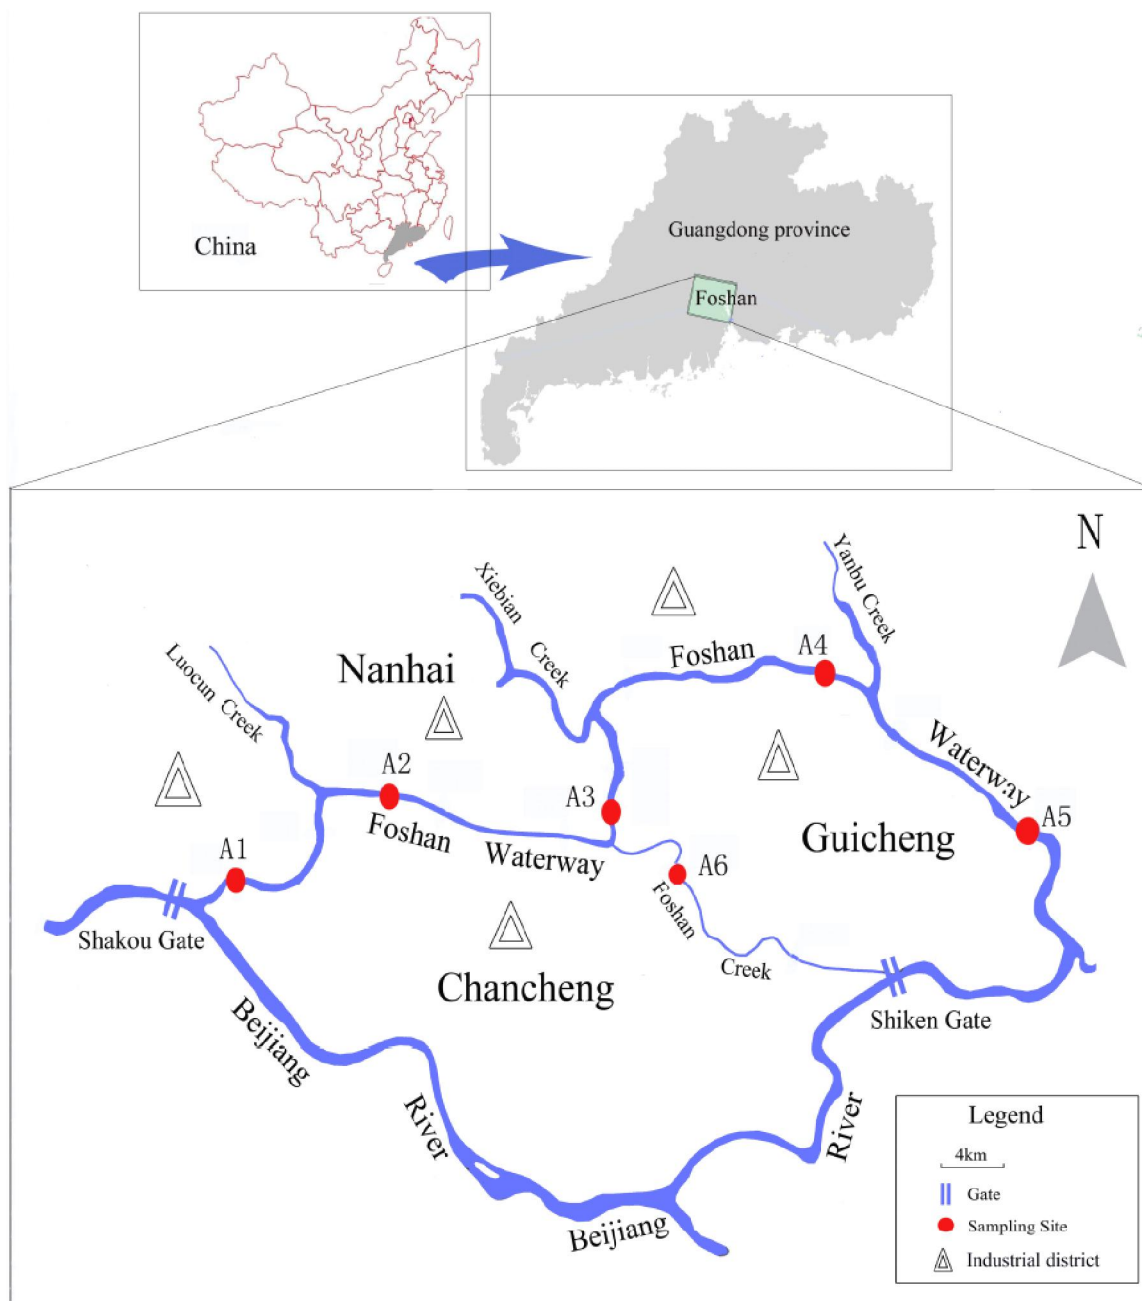 China
Guangdong province
Foshan
N
Yanbu Creek
Xiebian
Creek
Foshan
A4
Luocun Creek
Nanhai
Waterway
A2
A3
A5
Foshan
Waterway
Guicheng
A1
A6
Foshan
Creek
Shakou Gate
Chancheng
Shiken Gate
Beijiang
River
River
Beijiang
Legend
4km
Gate
Sampling Site
Industrial district